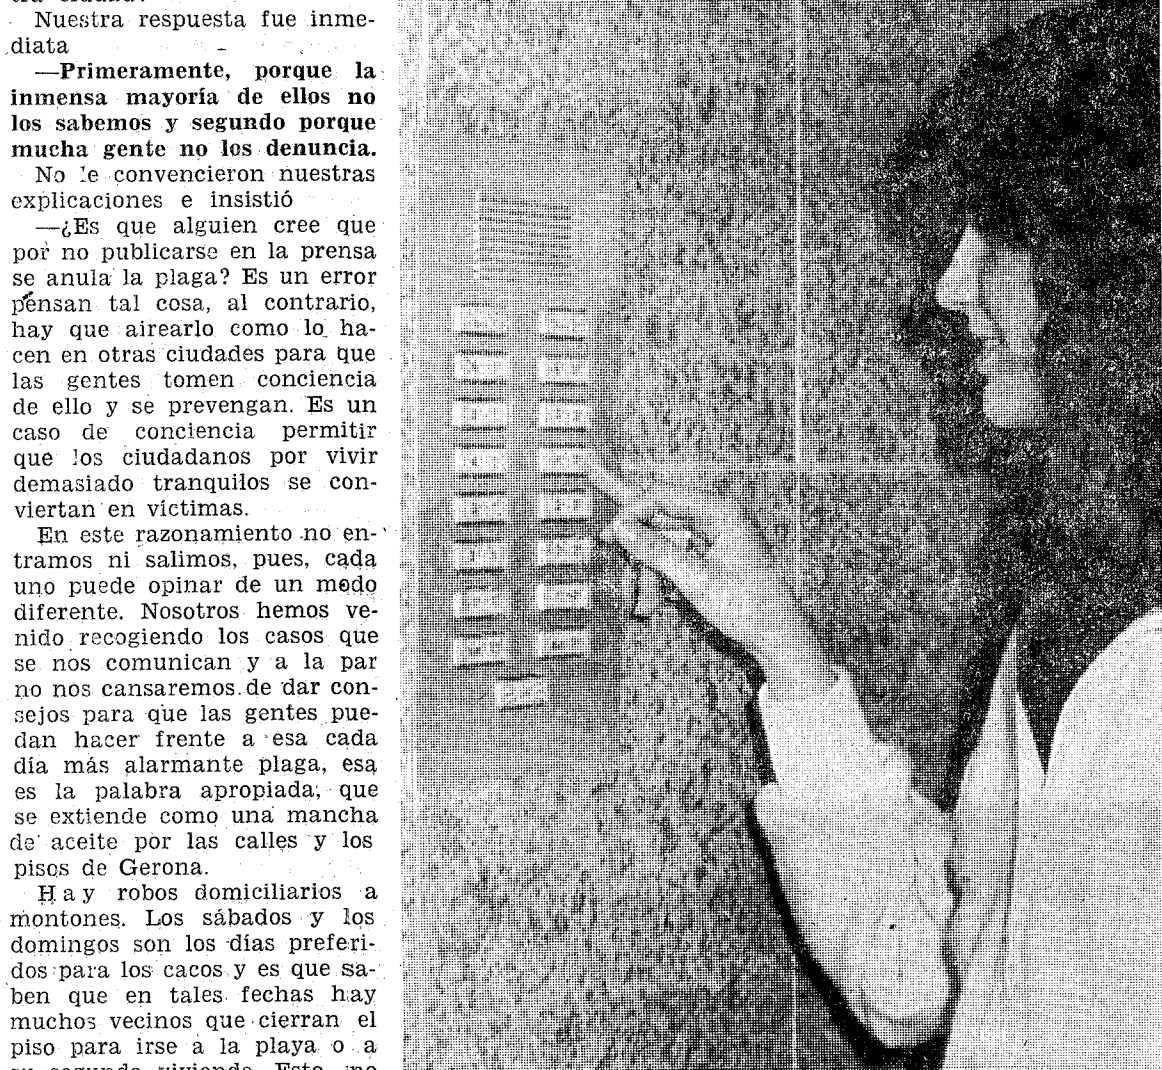 Nuestra respuesta fue inme-
diata
—Primeramente, porque la
inmensa mayoría de ellos no
los sabemos y segundo porque
mucha gente no los denuncia.
No le convencieron nuestras
explicaciones e insistió
—¿Es que alguien cree que
por no publicarse en la prensa
se anula la plaga? Es un error
pensan tal cosa, al contrario,
hay que airearlo como lo ha-
cen en otras ciudades para que
las gentes tomen conciencia
de ello y se prevengan. Es un
caso de conciencia permitir
que los ciudadanos por vivir
demasiado tranquilos se con-
viertan en víctimas.
En este razonamiento no en-
tramos ni salimos, pues, cada
uno puede opinar de un modo
diferente. Nosotros hemos ve-
nido recogiendo los casos que
se nos comunican y a la par
no nos cansaremos de dar con-
sejos para que las gentes pue-
dan hacer frente a esa cada
día más alarmante plaga, esa
es la palabra apropiada, que
se extiende como una mancha
de aceite por las calles y los
pisos de Gerona.
Hay robos domiciliarios a
montones. Los sábados y los
domingos son los días preferi-
dos para los cacos y es que sa-
ben que en tales fechas hay
muchos vecinos que cierran el
piso para irse a la playa o a